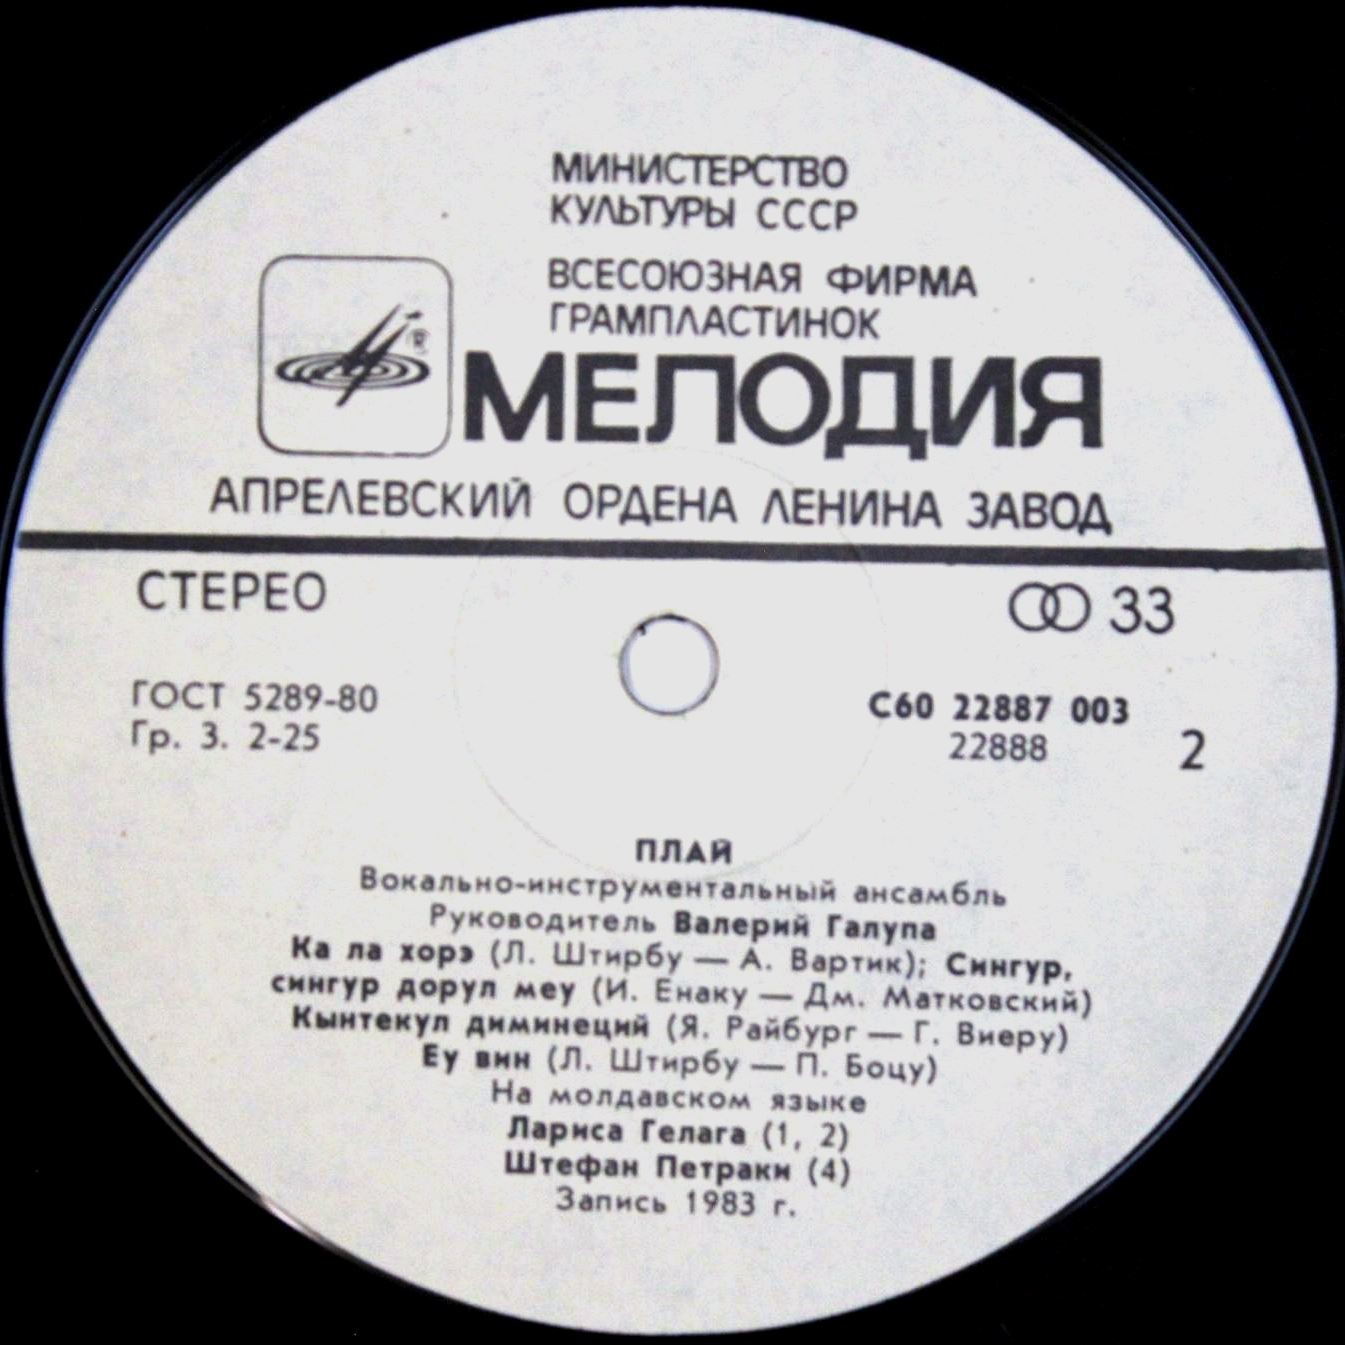 МИНИСТЕРСТВО
КУЛЬТУРЫ СССР
ВСЕСОЮЗНАЯ ФИРМА
ГРАМПЛАСТИНОК
®
МЕЛОДИЯ
АПРЕЛЕВСКИЙ ОРДЕНА ЛЕНИНА ЗАВОД
СТЕРЕО
33
ГОСТ 5289-80
Гр. 3. 2-25
С60 22887 003
22888
2
ПЛАЙ
Вокально-инструментальный ансамбль
Руководитель Валерий Галупа
Ка ла хорэ (Л. Штирбу — А. Вартик); Сингур,
сингур дорул меу (И. Енаку — Дм. Матковский)
Кынтекул диминеций (Я. Райбург — Г. Виеру)
Еу вин (Л. Штирбу — П. Боцу)
На молдавском языке
Лариса Гелага (1, 2)
Штефан Петраки (4)
Запись 1983 г.